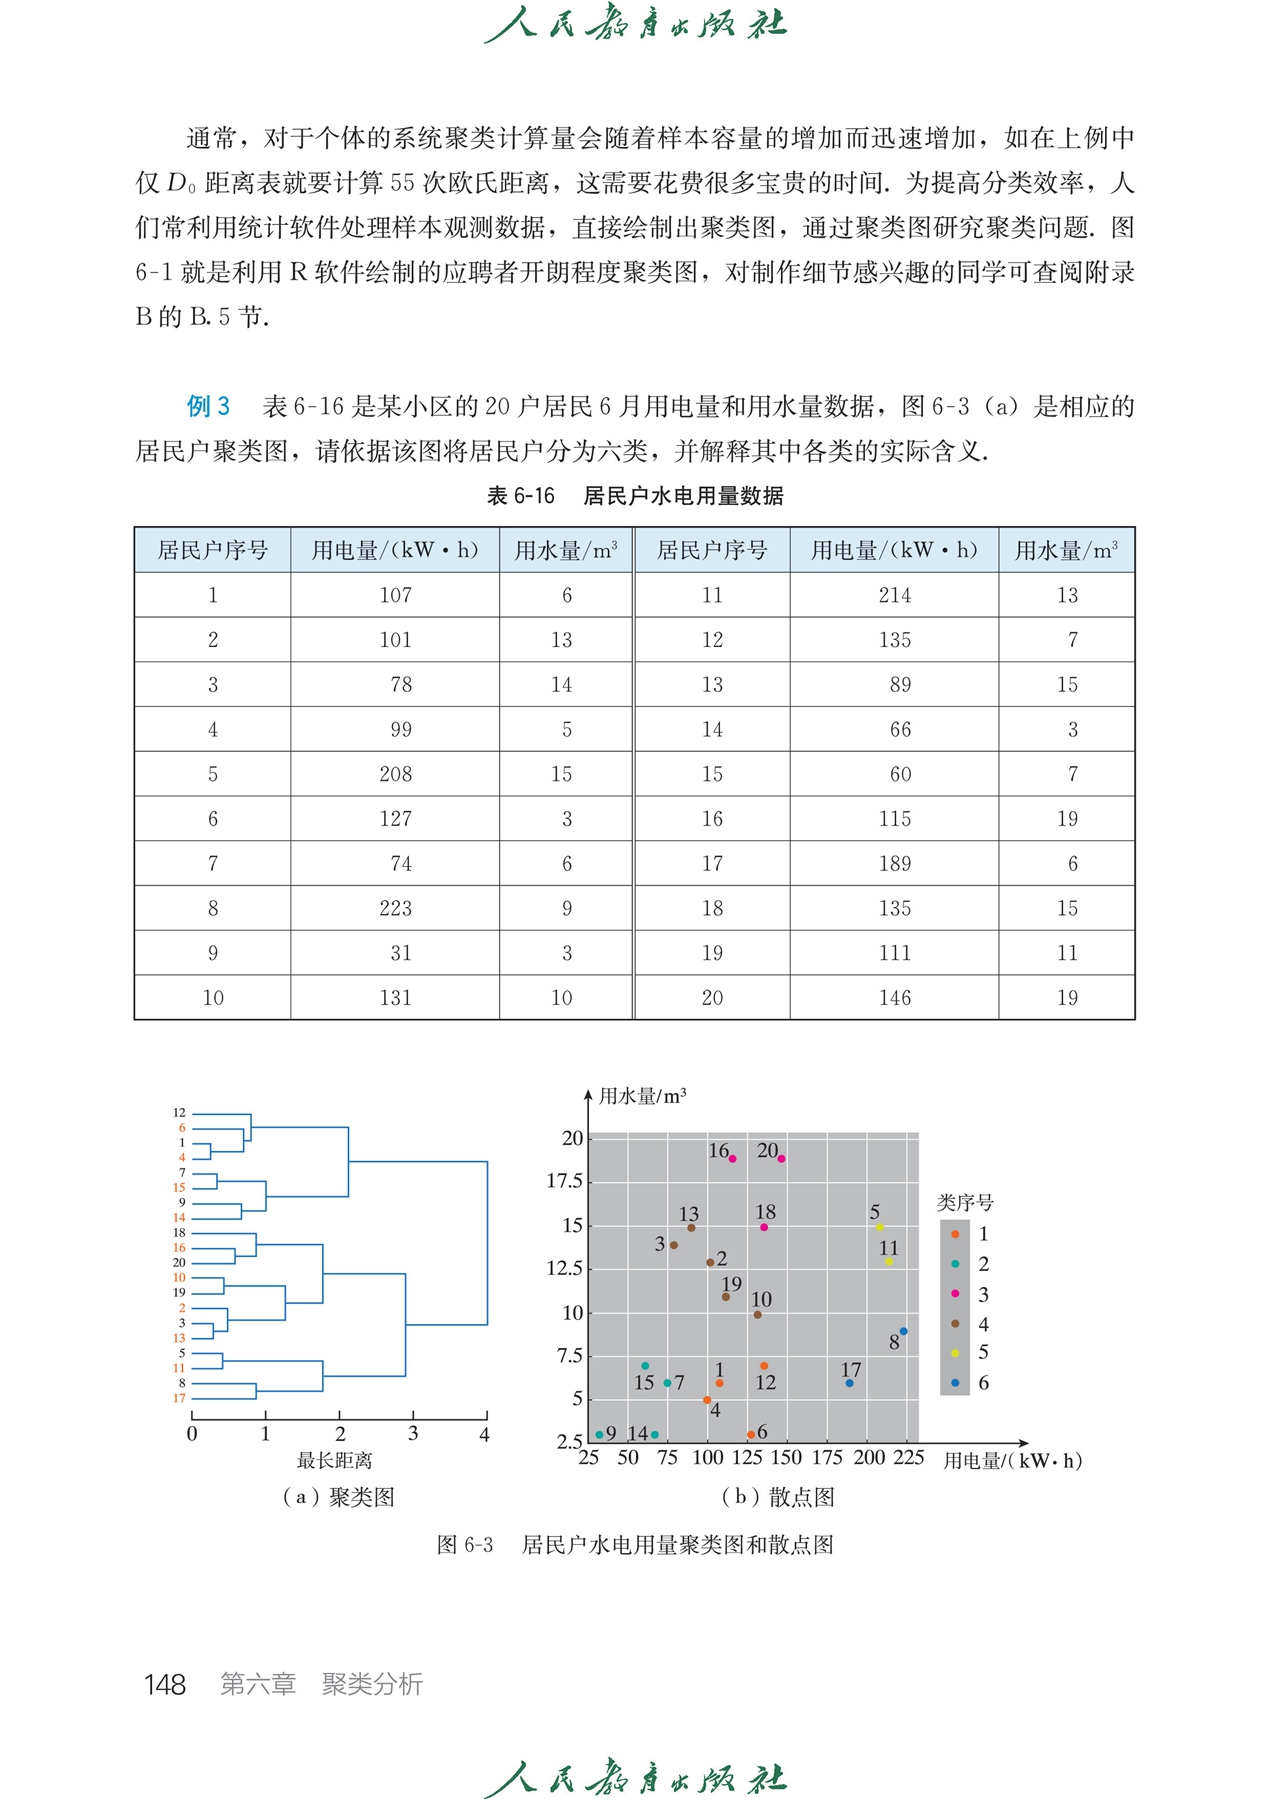 人民教育出版社
通常，对于个体的系统聚类计算量会随着样本容量的增加而迅速增加，如在上例中
仅 D₀ 距离表就要计算 55 次欧氏距离，这需要花费很多宝贵的时间．为提高分类效率，人
们常利用统计软件处理样本观测数据，直接绘制出聚类图，通过聚类图研究聚类问题．图
6-1 就是利用 R 软件绘制的应聘者开朗程度聚类图，对制作细节感兴趣的同学可查阅附录
B 的 B.5 节．
例 3 表 6-16 是某小区的 20 户居民 6 月用电量和用水量数据，图 6-3（a）是相应的
居民户聚类图，请依据该图将居民户分为六类，并解释其中各类的实际含义．
表 6-16 居民户水电用量数据
居民户序号 用电量/(kW·h) 用水量/m³ 居民户序号 用电量/(kW·h) 用水量/m³
1 107 6 11 214 13
2 101 13 12 135 7
3 78 14 13 89 15
4 99 5 14 66 3
5 208 15 15 60 7
6 127 3 16 115 19
7 74 6 17 189 6
8 223 9 18 135 15
9 31 3 19 111 11
10 131 10 20 146 19
12
6
1
4
7
15
9
14
18
16
20
10
19
2
3
13
5
11
8
17
0 1 2 3 4
最长距离
（a）聚类图
用水量/m³
20
17.5
15
12.5
10
7.5
5
2.5
16 20
13 18 5
3 2 11
19 10
8
15 7 1 12 17
4
9 14 6
25 50 75 100 125 150 175 200 225 用电量/(kW·h)
类序号
1
2
3
4
5
6
（b）散点图
图 6-3 居民户水电用量聚类图和散点图
148 第六章 聚类分析
人民教育出版社